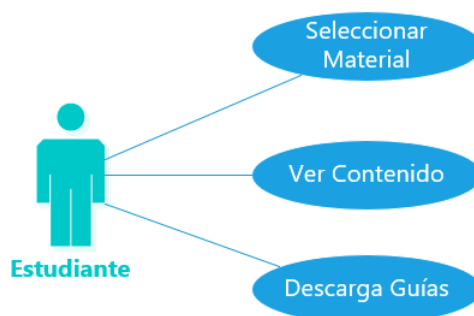 Seleccionar
Material
Ver Contenido
Estudiante
Descarga Guías